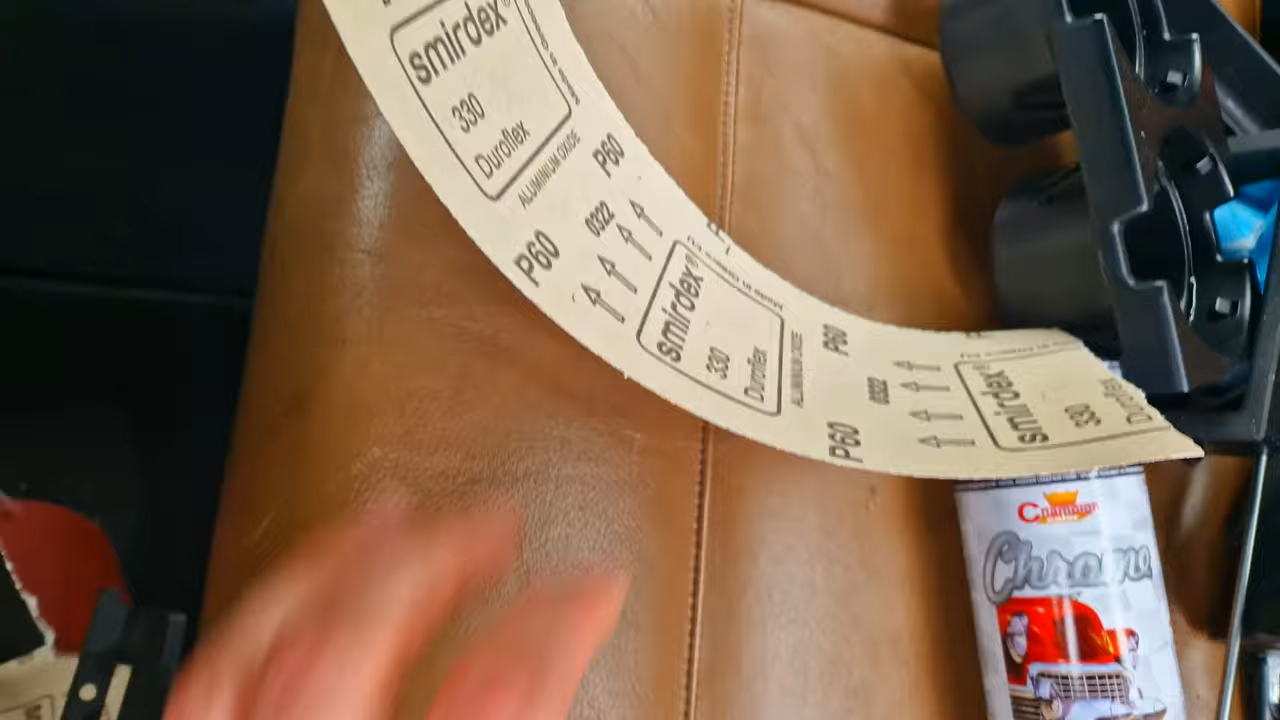 smirdex®
330
Duroflex
ALUMINIUM OXIDE
P60
0322
P60
smirdex®
330
Duroflex
ALUMINIUM OXIDE
P60
0322
P60
smirdex®
330
Duroflex
Champion
Chrome